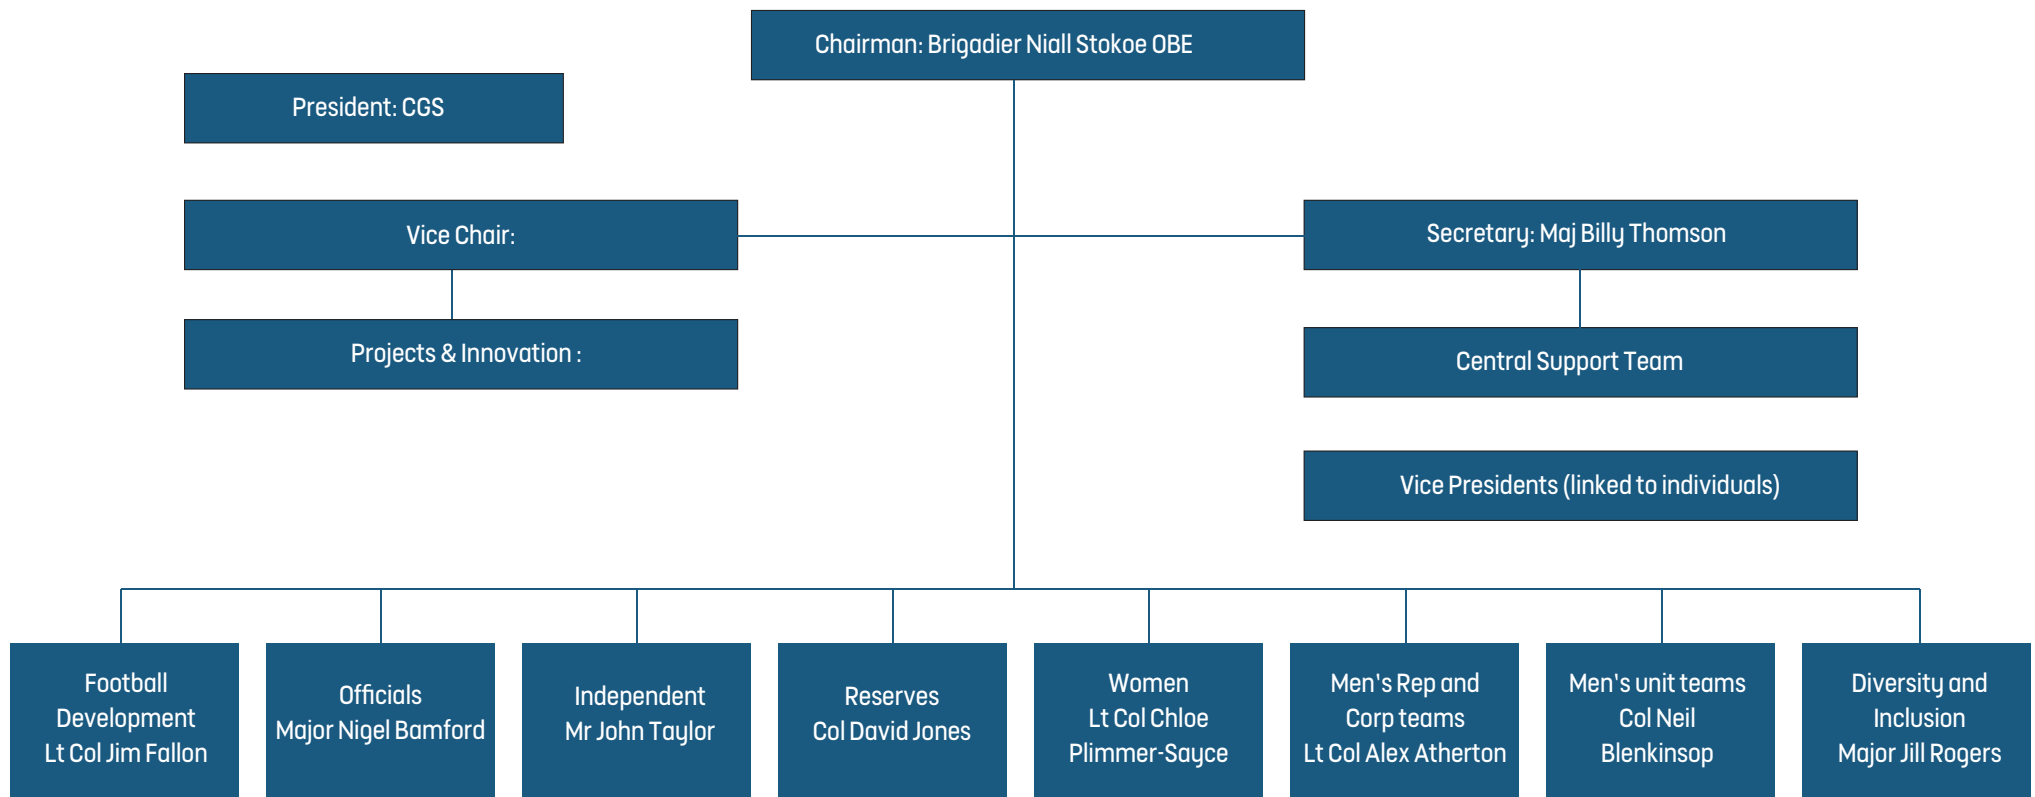 Chairman: Brigadier Niall Stokoe OBE
President: CGS
Vice Chair:
Secretary: Maj Billy Thomson
Projects & Innovation :
Central Support Team
Vice Presidents (linked to individuals)
Football
Development
Lt Col Jim Fallon
Officials
Major Nigel Bamford
Independent
Mr John Taylor
Reserves
Col David Jones
Women
Lt Col Chloe
Plimmer-Sayce
Men's Rep and
Corp teams
Lt Col Alex Atherton
Men's unit teams
Col Neil
Blenkinsop
Diversity and
Inclusion
Major Jill Rogers